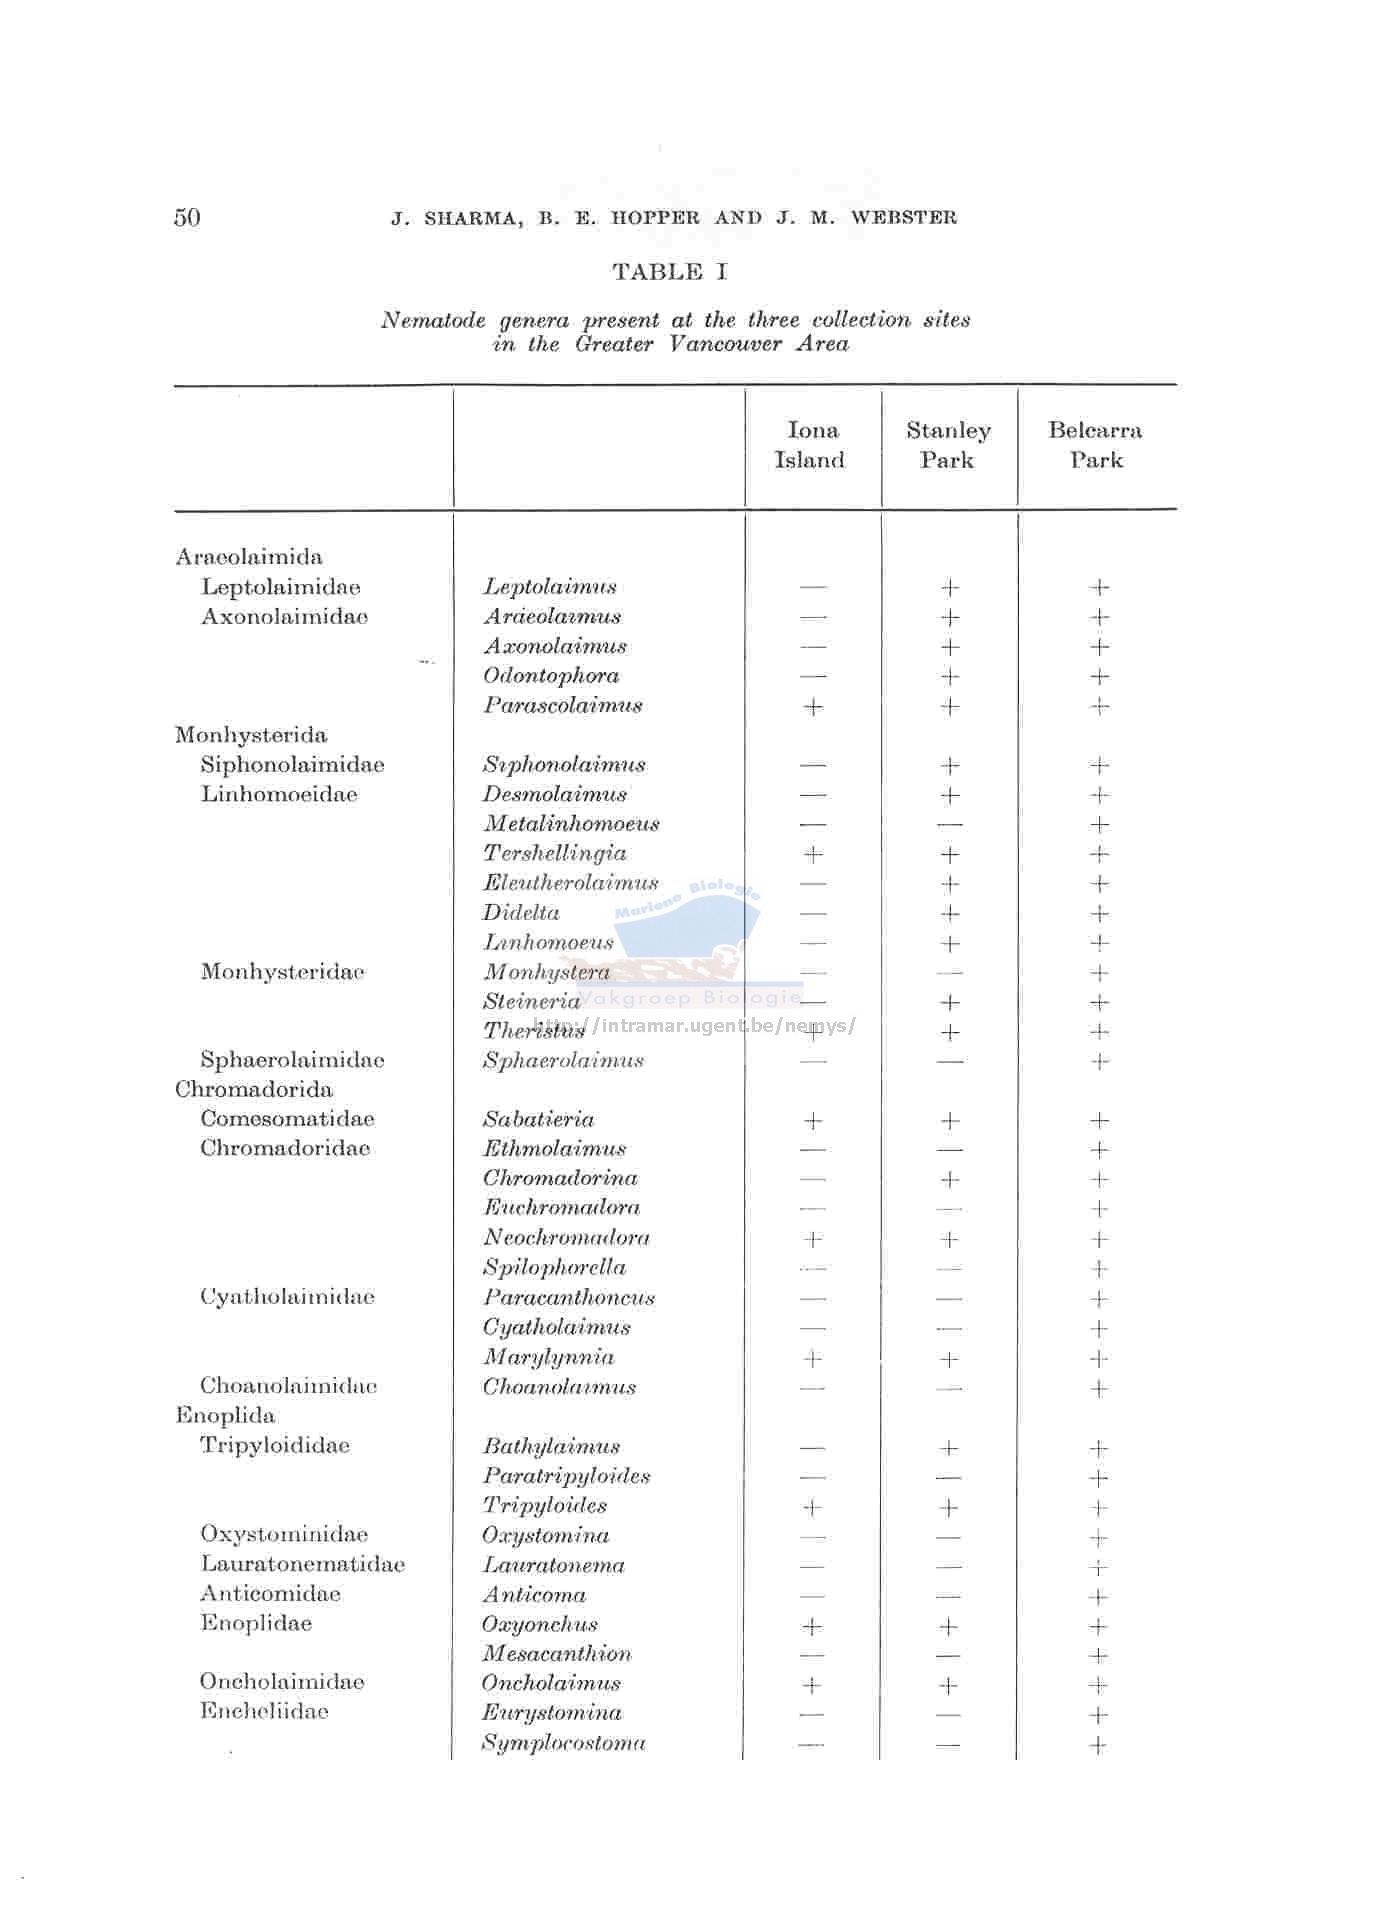 50 J. SHARMA, B. E. HOPPER AND J. M. WEBSTER
TABLE I
Nematode genera present at the three collection sites
in the Greater Vancouver Area
Iona Stanley Belcarra
Island Park Park
Araeolaimida
Leptolaimidae Leptolaimus — + +
Axonolaimidae Araeolaimus — + +
Axonolaimus — + +
Odontophora — + +
Parascolaimus + + +
Monhysterida
Siphonolaimidae Siphonolaimus — + +
Linhomoeidae Desmolaimus — + +
Metalinhomoeus — — +
Tershellingia + + +
Eleutherolaimus — + +
Marine Biologie
Didelta — + +
Linhomoeus — + +
Monhysteridae Monhystera — — +
Steineria — + +
Vakgroep Biologie
http://intramar.ugent.be/nemys/
Theristus + + +
Sphaerolaimidae Sphaerolaimus — — +
Chromadorida
Comesomatidae Sabatieria + + +
Chromadoridae Ethmolaimus — — +
Chromadorina — + +
Euchromadora — — +
Neochromadora + + +
Spilophorella — — +
Cyatholaimidae Paracanthoncus — — +
Cyatholaimus — — +
Marylynnia + + +
Choanolaimidae Choanolaimus — — +
Enoplida
Tripyloididae Bathylaimus — + +
Paratripyloides — — +
Tripyloides + + +
Oxystominidae Oxystomina — — +
Lauratonematidae Lauratonema — — +
Anticomidae Anticoma — — +
Enoplidae Oxyonchus + + +
Mesacanthion — — +
Oncholaimidae Oncholaimus + + +
Encheliidae Eurystomina — — +
Symplocostoma — — +